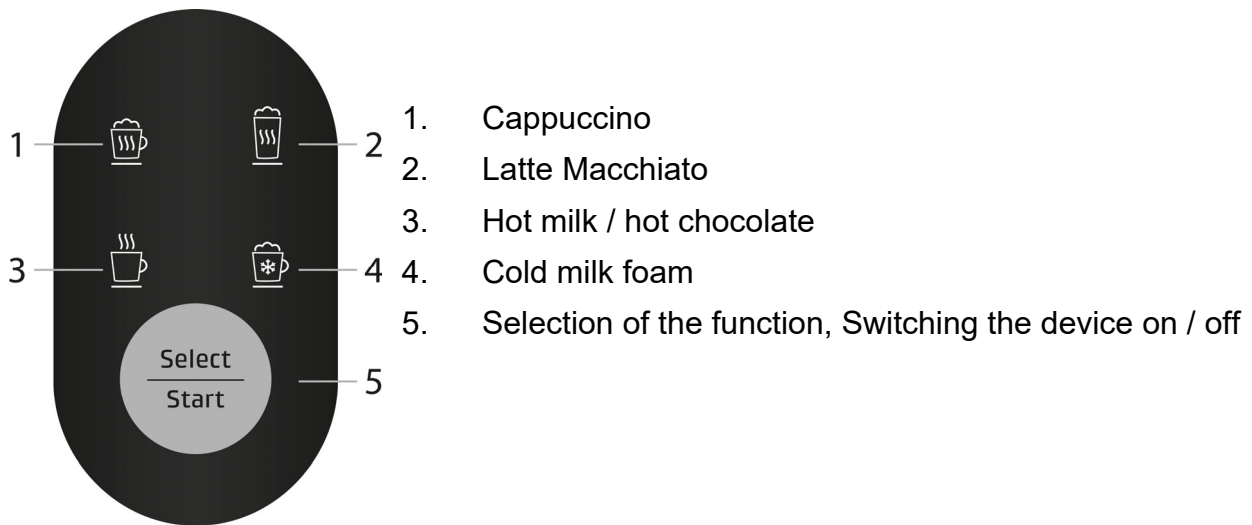 1
2
3
4
5
Select
Start
1. Cappuccino
2. Latte Macchiato
3. Hot milk / hot chocolate
4. Cold milk foam
5. Selection of the function, Switching the device on / off